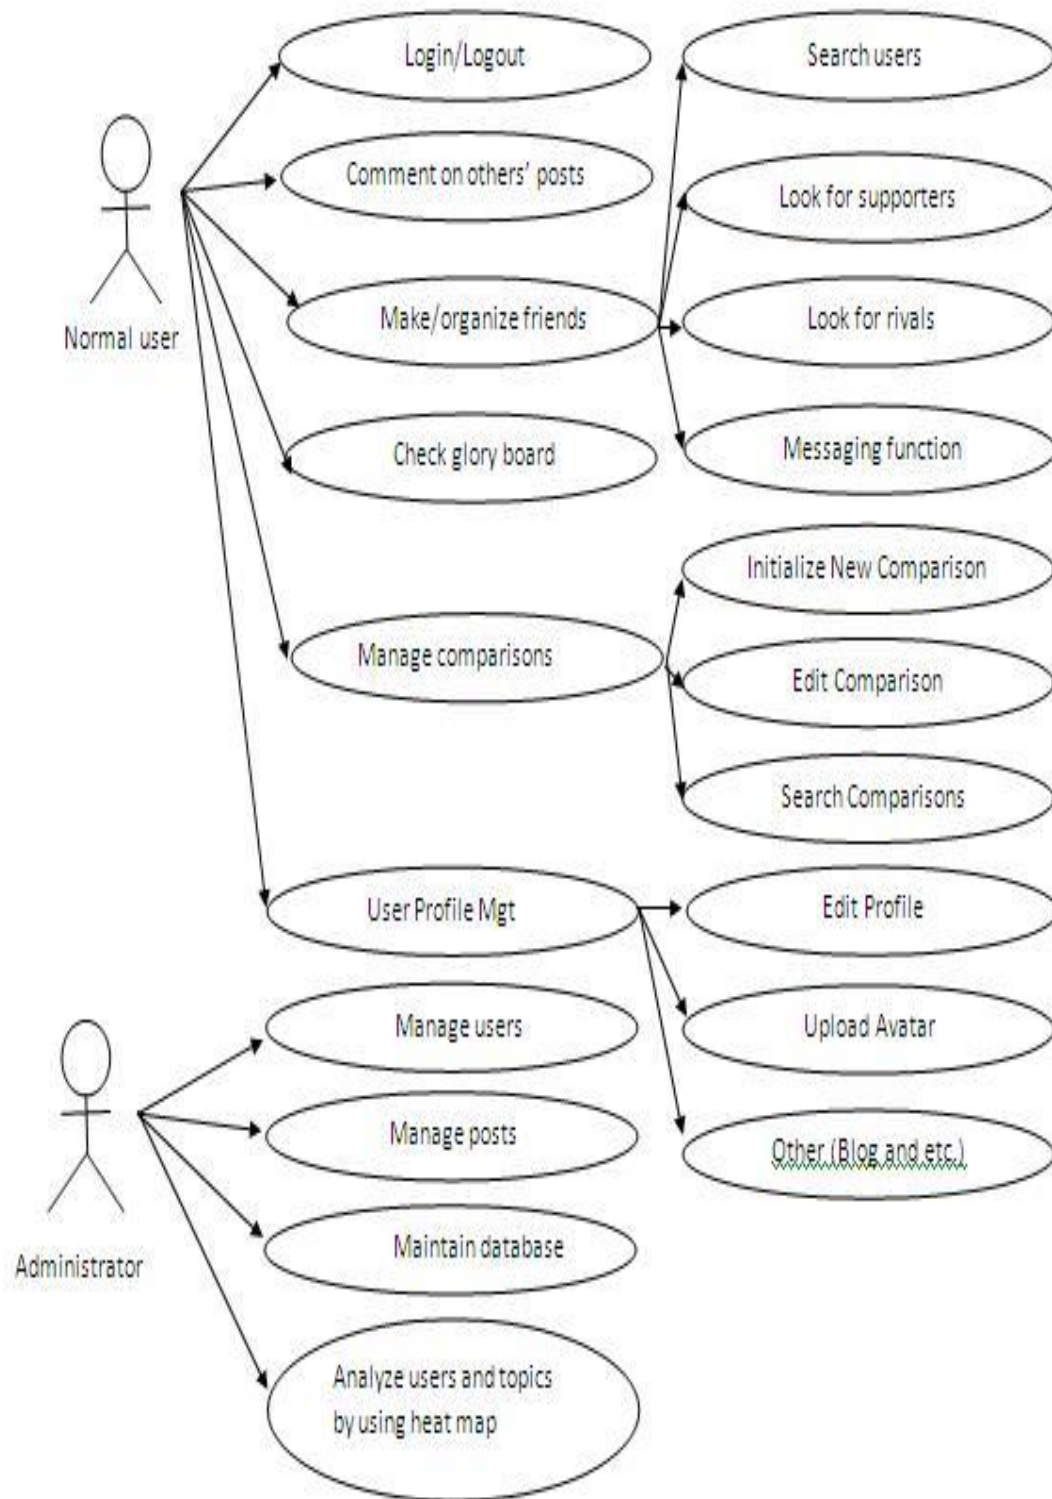 Login/Logout
Search users
Comment on others' posts
Look for supporters
Normal user
Make/organize friends
Look for rivals
Check glory board
Messaging function
Initialize New Comparison
Manage comparisons
Edit Comparison
Search Comparisons
User Profile Mgt
Edit Profile
Manage users
Upload Avatar
Manage posts
Other (Blog and etc.)
Administrator
Maintain database
Analyze users and topics
by using heat map